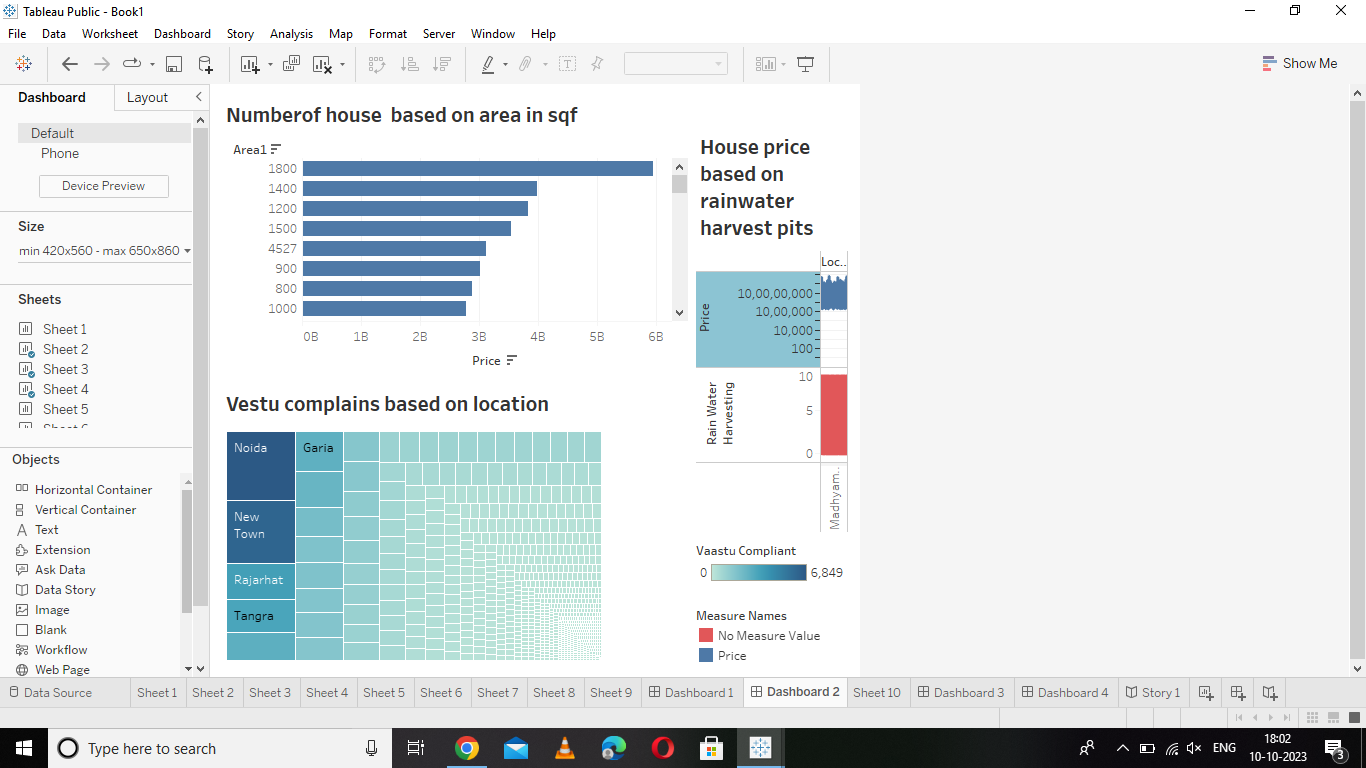 Tableau Public - Book1
File Data Worksheet Dashboard Story Analysis Map Format Server Window Help
Show Me
Dashboard Layout
Default
Phone
Device Preview
Size
min 420x560 - max 650x860
Sheets
Sheet 1
Sheet 2
Sheet 3
Sheet 4
Sheet 5
Objects
Horizontal Container
Vertical Container
Text
Extension
Ask Data
Data Story
Image
Blank
Workflow
Web Page
Numberof house based on area in sqf
Area1
1800
1400
1200
1500
4527
900
800
1000
0B 1B 2B 3B 4B 5B 6B
Price
Vestu complains based on location
Noida
Garia
New
Town
Rajarhat
Tangra
House price
based on
rainwater
harvest pits
Loc..
Price
10,00,00,000
10,00,000
10,000
100
Rain Water
Harvesting
10
5
0
Madhyam..
Vaastu Compliant
0 6,849
Measure Names
No Measure Value
Price
Data Source Sheet 1 Sheet 2 Sheet 3 Sheet 4 Sheet 5 Sheet 6 Sheet 7 Sheet 8 Sheet 9 Dashboard 1 Dashboard 2 Sheet 10 Dashboard 3 Dashboard 4 Story 1
Type here to search
ENG
18:02
10-10-2023
3